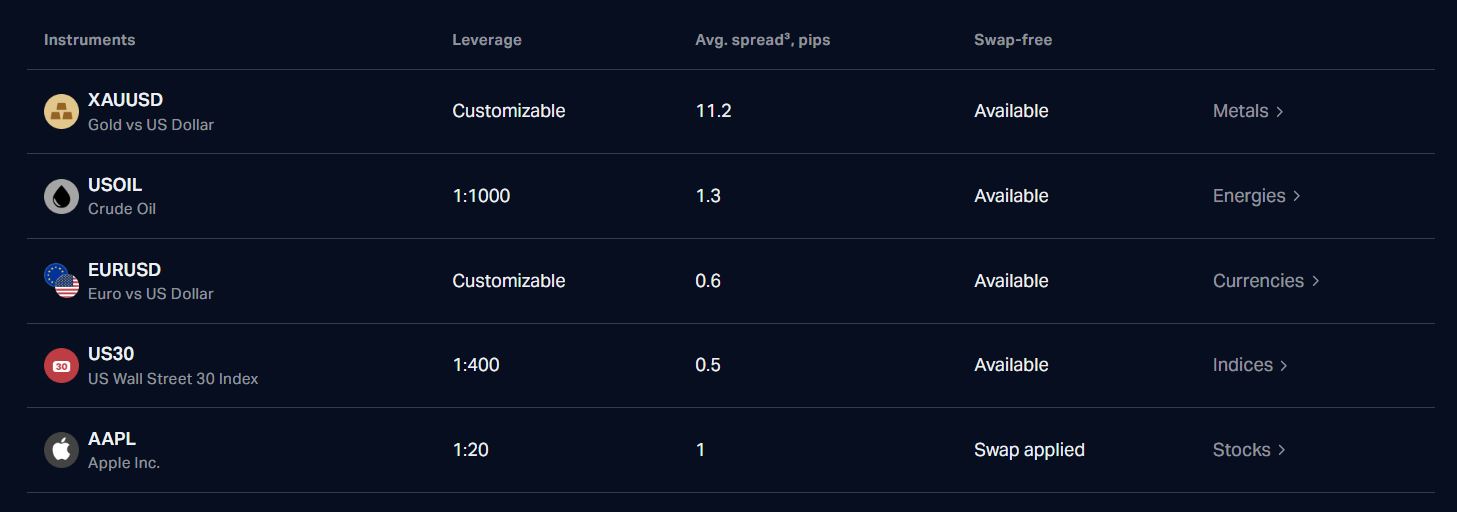 Instruments Leverage Avg. spread³, pips Swap-free
XAUUSD
Gold vs US Dollar
Customizable 11.2 Available Metals >
USOIL
Crude Oil
1:1000 1.3 Available Energies >
EURUSD
Euro vs US Dollar
Customizable 0.6 Available Currencies >
30
US30
US Wall Street 30 Index
1:400 0.5 Available Indices >
AAPL
Apple Inc.
1:20 1 Swap applied Stocks >